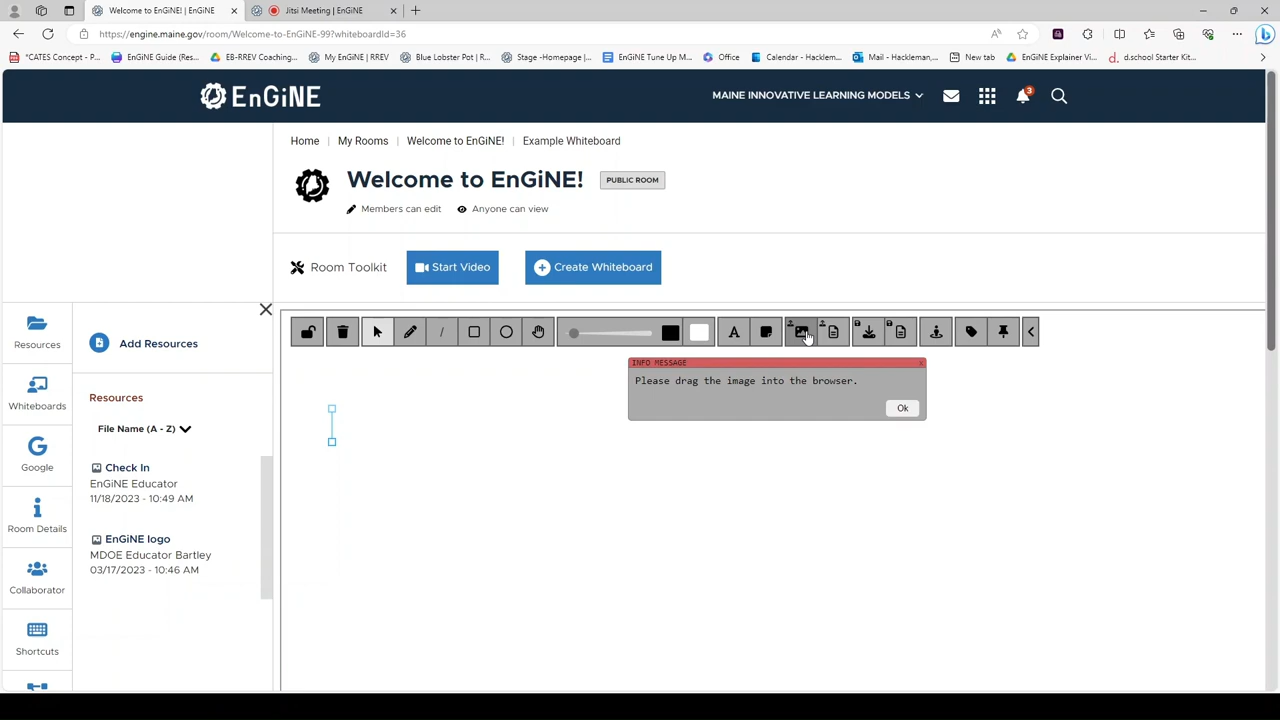 Welcome to EnGiNE! | EnGiNE
Jitsi Meeting | EnGiNE
https://engine.maine.gov/room/Welcome-to-EnGiNE-99?whiteboardId=36
*CATES Concept - P...
EnGiNE Guide (Res...
EB-RREV Coaching...
My EnGiNE | RREV
Blue Lobster Pot | R...
Stage -Homepage |...
EnGiNE Tune Up M...
Office
Calendar - Hacklem...
Mail - Hackleman,...
New tab
EnGiNE Explainer Vi...
d.school Starter Kit...
EnGiNE
MAINE INNOVATIVE LEARNING MODELS
3
Home | My Rooms | Welcome to EnGiNE! | Example Whiteboard
Welcome to EnGiNE!
PUBLIC ROOM
Members can edit
Anyone can view
Room Toolkit
Start Video
Create Whiteboard
Resources
Whiteboards
Google
Room Details
Collaborator
Shortcuts
Add Resources
Resources
File Name (A - Z)
Check In
EnGiNE Educator
11/18/2023 - 10:49 AM
EnGiNE logo
MDOE Educator Bartley
03/17/2023 - 10:46 AM
A
INFO MESSAGE
x
Please drag the image into the browser.
Ok